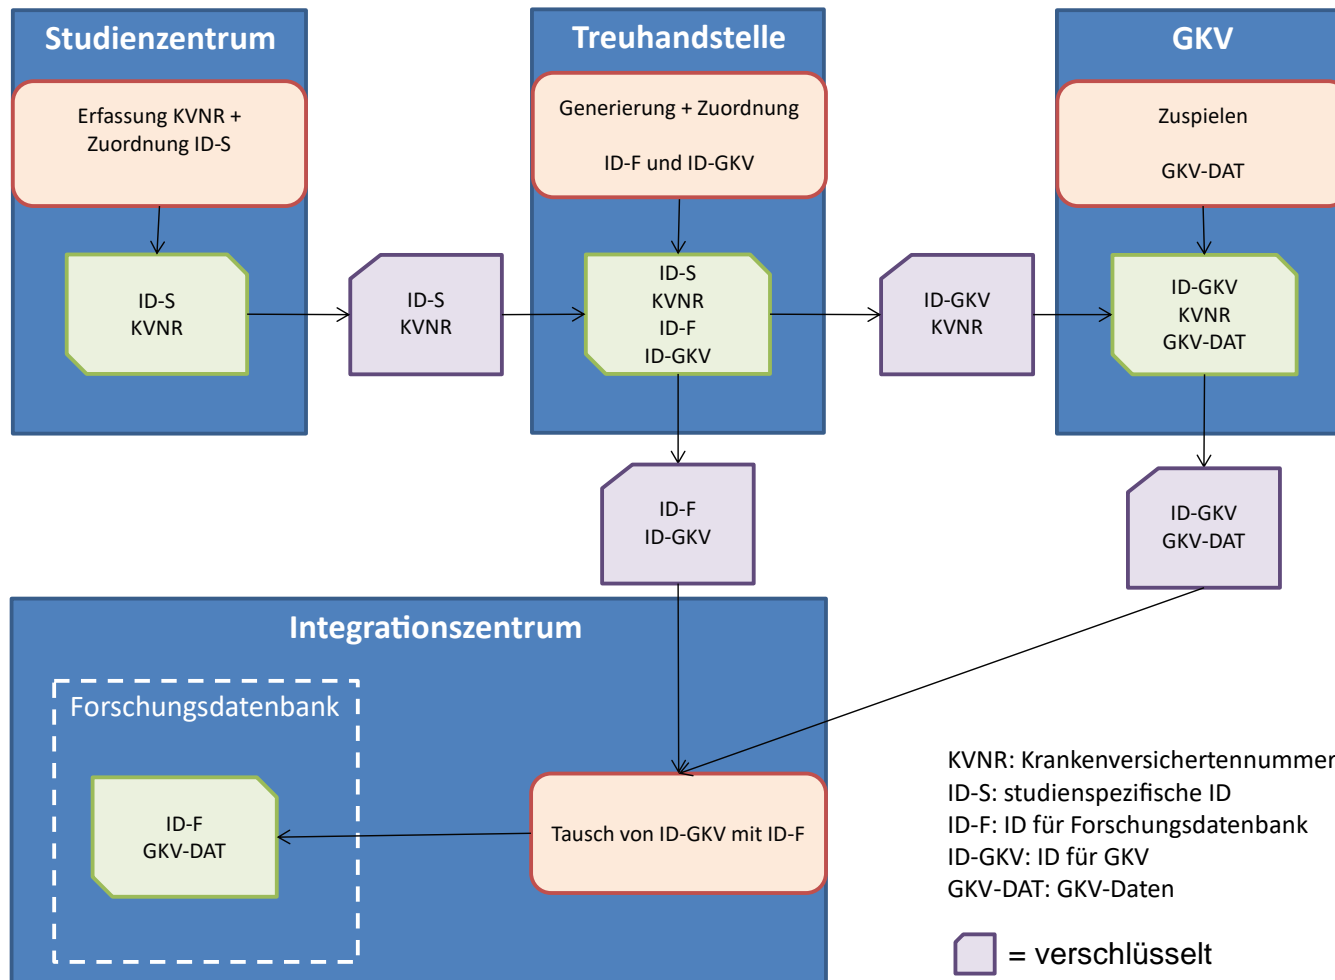 Studienzentrum
Erfassung KVNR +
Zuordnung ID-S
ID-S
KVNR
ID-S
KVNR
Treuhandstelle
Generierung + Zuordnung
ID-F und ID-GKV
ID-S
KVNR
ID-F
ID-GKV
ID-GKV
KVNR
GKV
Zuspielen
GKV-DAT
ID-GKV
KVNR
GKV-DAT
ID-F
ID-GKV
ID-GKV
GKV-DAT
Integrationszentrum
Forschungsdatenbank
ID-F
GKV-DAT
Tausch von ID-GKV mit ID-F
KVNR: Krankenversichertennummer
ID-S: studienspezifische ID
ID-F: ID für Forschungsdatenbank
ID-GKV: ID für GKV
GKV-DAT: GKV-Daten
= verschlüsselt